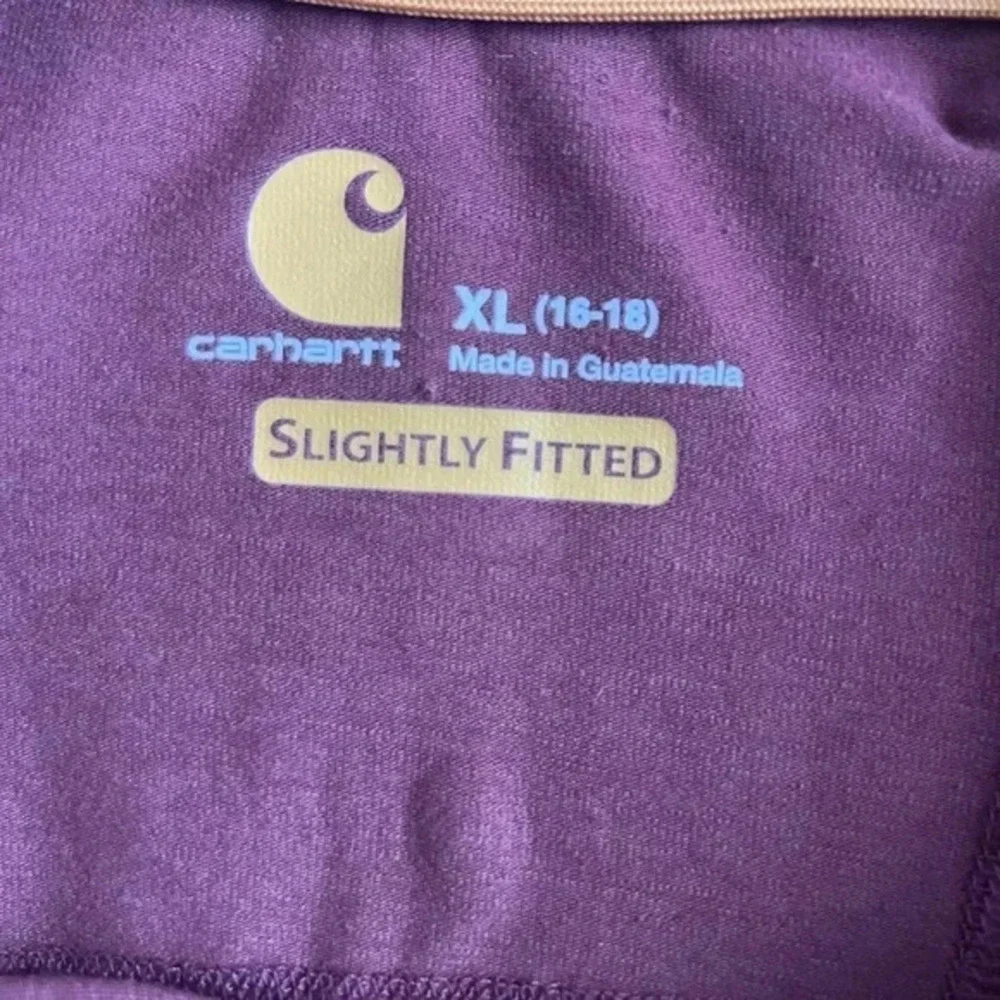 carhartt
XL (16-18)
Made in Guatemala
SLIGHTLY FITTED